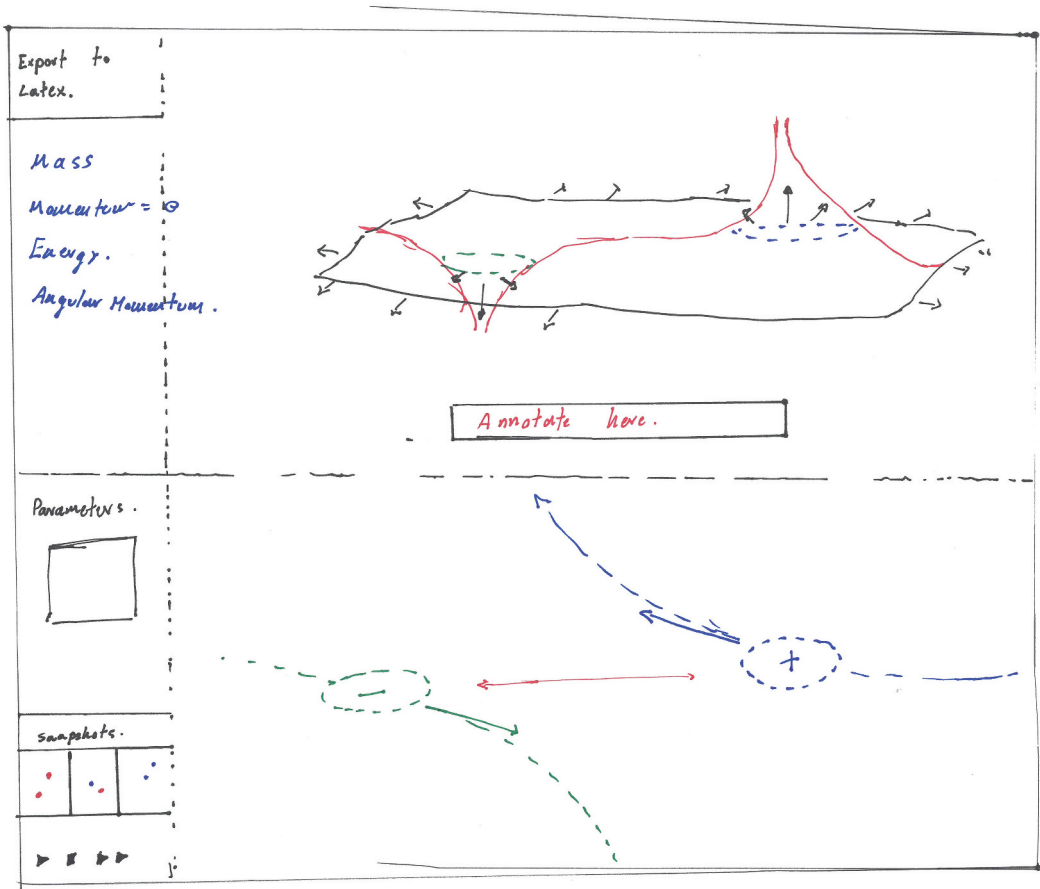 Export to
Latex.
Mass
Momentum = 0
Energy.
Angular Momentum.
Annotate here.
Parameters.
+
−
snapshots.